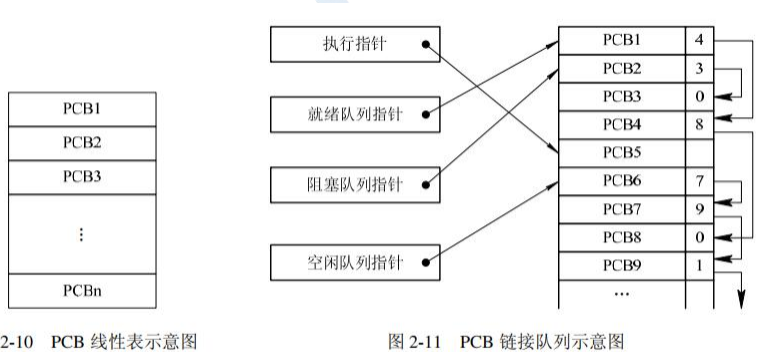 PCB1
PCB2
PCB3
⋮
PCBn
2-10 PCB 线性表示意图
执行指针
就绪队列指针
阻塞队列指针
空闲队列指针
PCB1 4
PCB2 3
PCB3 0
PCB4 8
PCB5
PCB6 7
PCB7 9
PCB8 0
PCB9 1
…
图 2-11 PCB 链接队列示意图